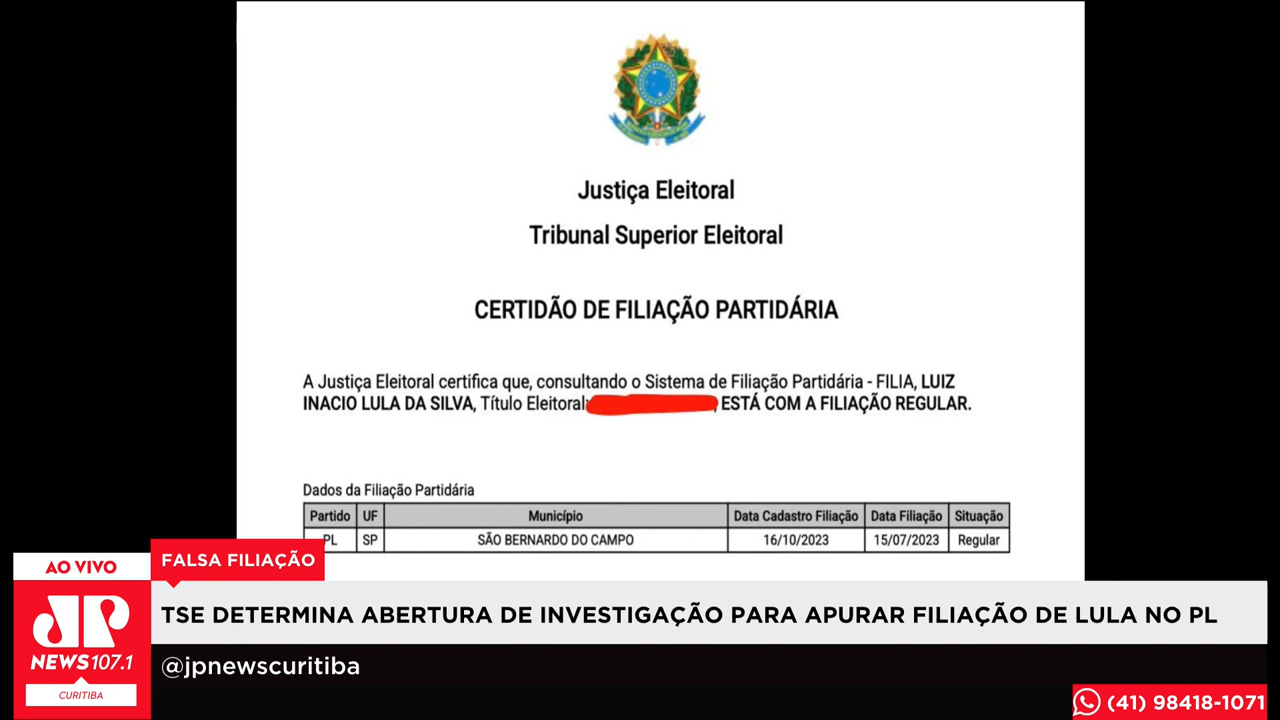 Justiça Eleitoral
Tribunal Superior Eleitoral
CERTIDÃO DE FILIAÇÃO PARTIDÁRIA
A Justiça Eleitoral certifica que, consultando o Sistema de Filiação Partidária - FILIA, LUIZ
INACIO LULA DA SILVA, Título Eleitoral: , ESTÁ COM A FILIAÇÃO REGULAR.
Dados da Filiação Partidária
Partido UF Município Data Cadastro Filiação Data Filiação Situação
PL SP SÃO BERNARDO DO CAMPO 16/10/2023 15/07/2023 Regular
AO VIVO
FALSA FILIAÇÃO
JP
NEWS 107.1
CURITIBA
TSE DETERMINA ABERTURA DE INVESTIGAÇÃO PARA APURAR FILIAÇÃO DE LULA NO PL
@jpnewscuritiba
(41) 98418-1071